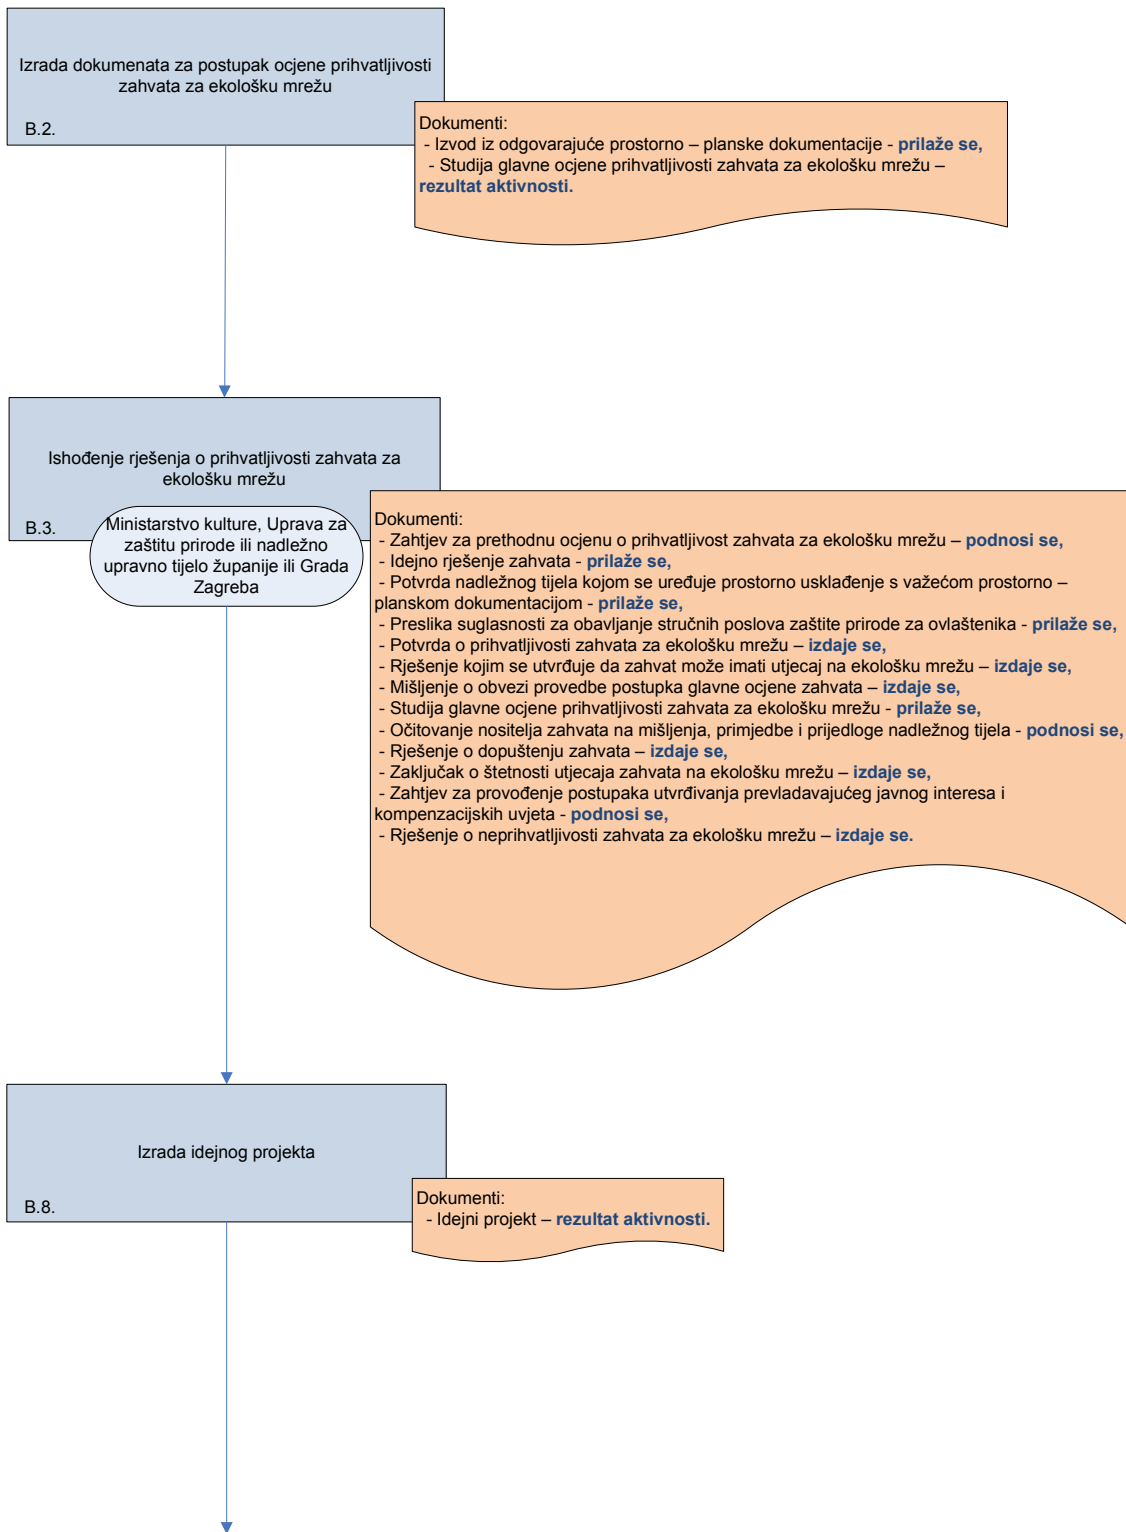 Izrada dokumenata za postupak ocjene prihvatljivosti
zahvata za ekološku mrežu
B.2.
Dokumenti:
- Izvod iz odgovarajuće prostorno – planske dokumentacije - prilaže se,
- Studija glavne ocjene prihvatljivosti zahvata za ekološku mrežu –
rezultat aktivnosti.
Ishođenje rješenja o prihvatljivosti zahvata za
ekološku mrežu
B.3.
Ministarstvo kulture, Uprava za
zaštitu prirode ili nadležno
upravno tijelo županije ili Grada
Zagreba
Dokumenti:
- Zahtjev za prethodnu ocjenu o prihvatljivost zahvata za ekološku mrežu – podnosi se,
- Idejno rješenje zahvata - prilaže se,
- Potvrda nadležnog tijela kojom se uređuje prostorno usklađenje s važećom prostorno –
planskom dokumentacijom - prilaže se,
- Preslika suglasnosti za obavljanje stručnih poslova zaštite prirode za ovlaštenika - prilaže se,
- Potvrda o prihvatljivosti zahvata za ekološku mrežu – izdaje se,
- Rješenje kojim se utvrđuje da zahvat može imati utjecaj na ekološku mrežu – izdaje se,
- Mišljenje o obvezi provedbe postupka glavne ocjene zahvata – izdaje se,
- Studija glavne ocjene prihvatljivosti zahvata za ekološku mrežu - prilaže se,
- Očitovanje nositelja zahvata na mišljenja, primjedbe i prijedloge nadležnog tijela - podnosi se,
- Rješenje o dopuštenju zahvata – izdaje se,
- Zaključak o štetnosti utjecaja zahvata na ekološku mrežu – izdaje se,
- Zahtjev za provođenje postupaka utvrđivanja prevladavajućeg javnog interesa i
kompenzacijskih uvjeta - podnosi se,
- Rješenje o neprihvatljivosti zahvata za ekološku mrežu – izdaje se.
Izrada idejnog projekta
B.8.
Dokumenti:
- Idejni projekt – rezultat aktivnosti.